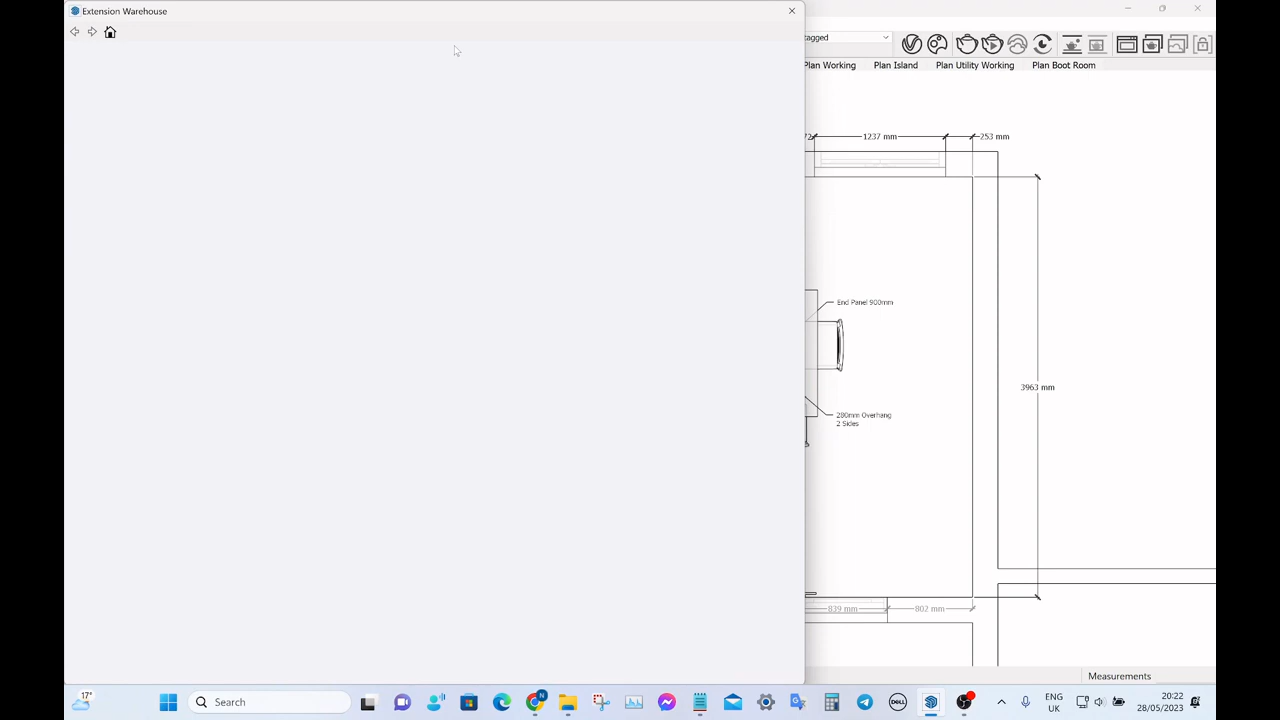 Extension Warehouse
Plan Working
Plan Island
Plan Utility Working
Plan Boot Room
1237 mm
253 mm
End Panel 900mm
3963 mm
280mm Overhang
2 Sides
839 mm
802 mm
Measurements
17°
Search
N
DELL
ENG
UK
20:22
28/05/2023